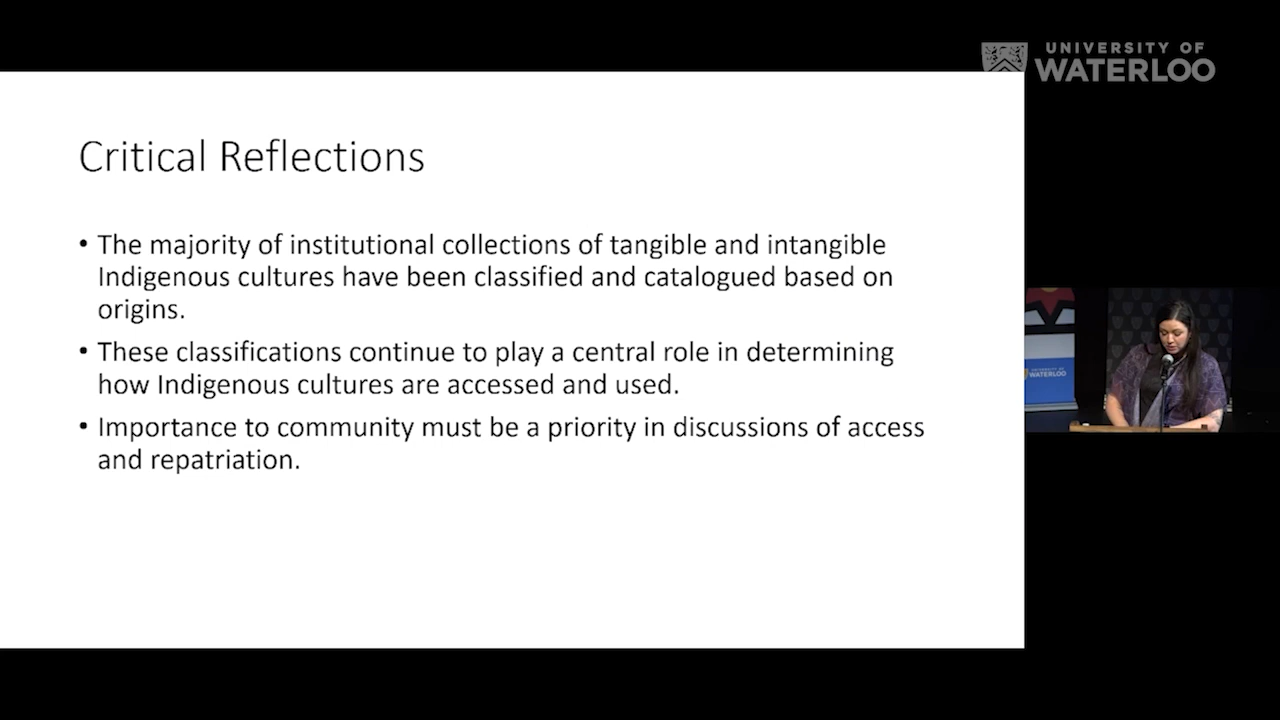 UNIVERSITY OF
WATERLOO
Critical Reflections
• The majority of institutional collections of tangible and intangible
Indigenous cultures have been classified and catalogued based on
origins.
• These classifications continue to play a central role in determining
how Indigenous cultures are accessed and used.
• Importance to community must be a priority in discussions of access
and repatriation.
WATERLOO